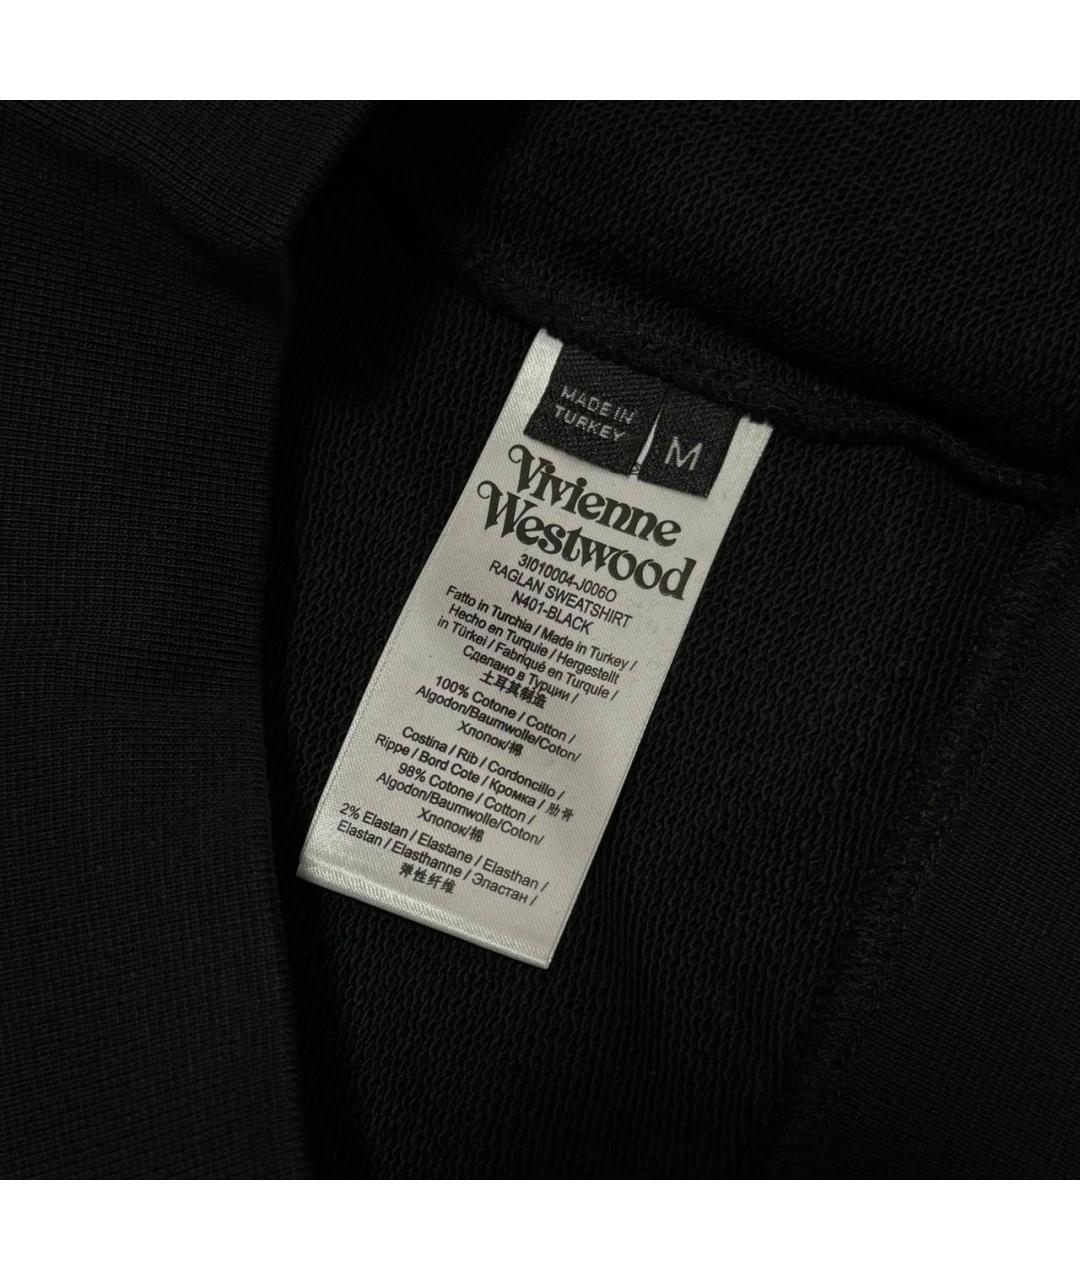 MADE IN
TURKEY
M
Vivienne
Westwood
3I010004-J006O
RAGLAN SWEATSHIRT
N401-BLACK
Fatto in Turchia / Made in Turkey /
Hecho en Turquie / Hergestellt
in Türkei / Fabriqué en Turquie /
Сделано в Турции /
土耳其制造
100% Cotone / Cotton /
Algodon/Baumwolle/Coton/
Хлопок/棉
Costina / Rib / Cordoncillo /
Rippe / Bord Cote / Кромка / 肋骨
98% Cotone / Cotton /
Algodon/Baumwolle/Coton/
Хлопок/棉
2% Elastan / Elastane / Elasthan /
Elastan / Elasthanne / Эластан /
弹性纤维